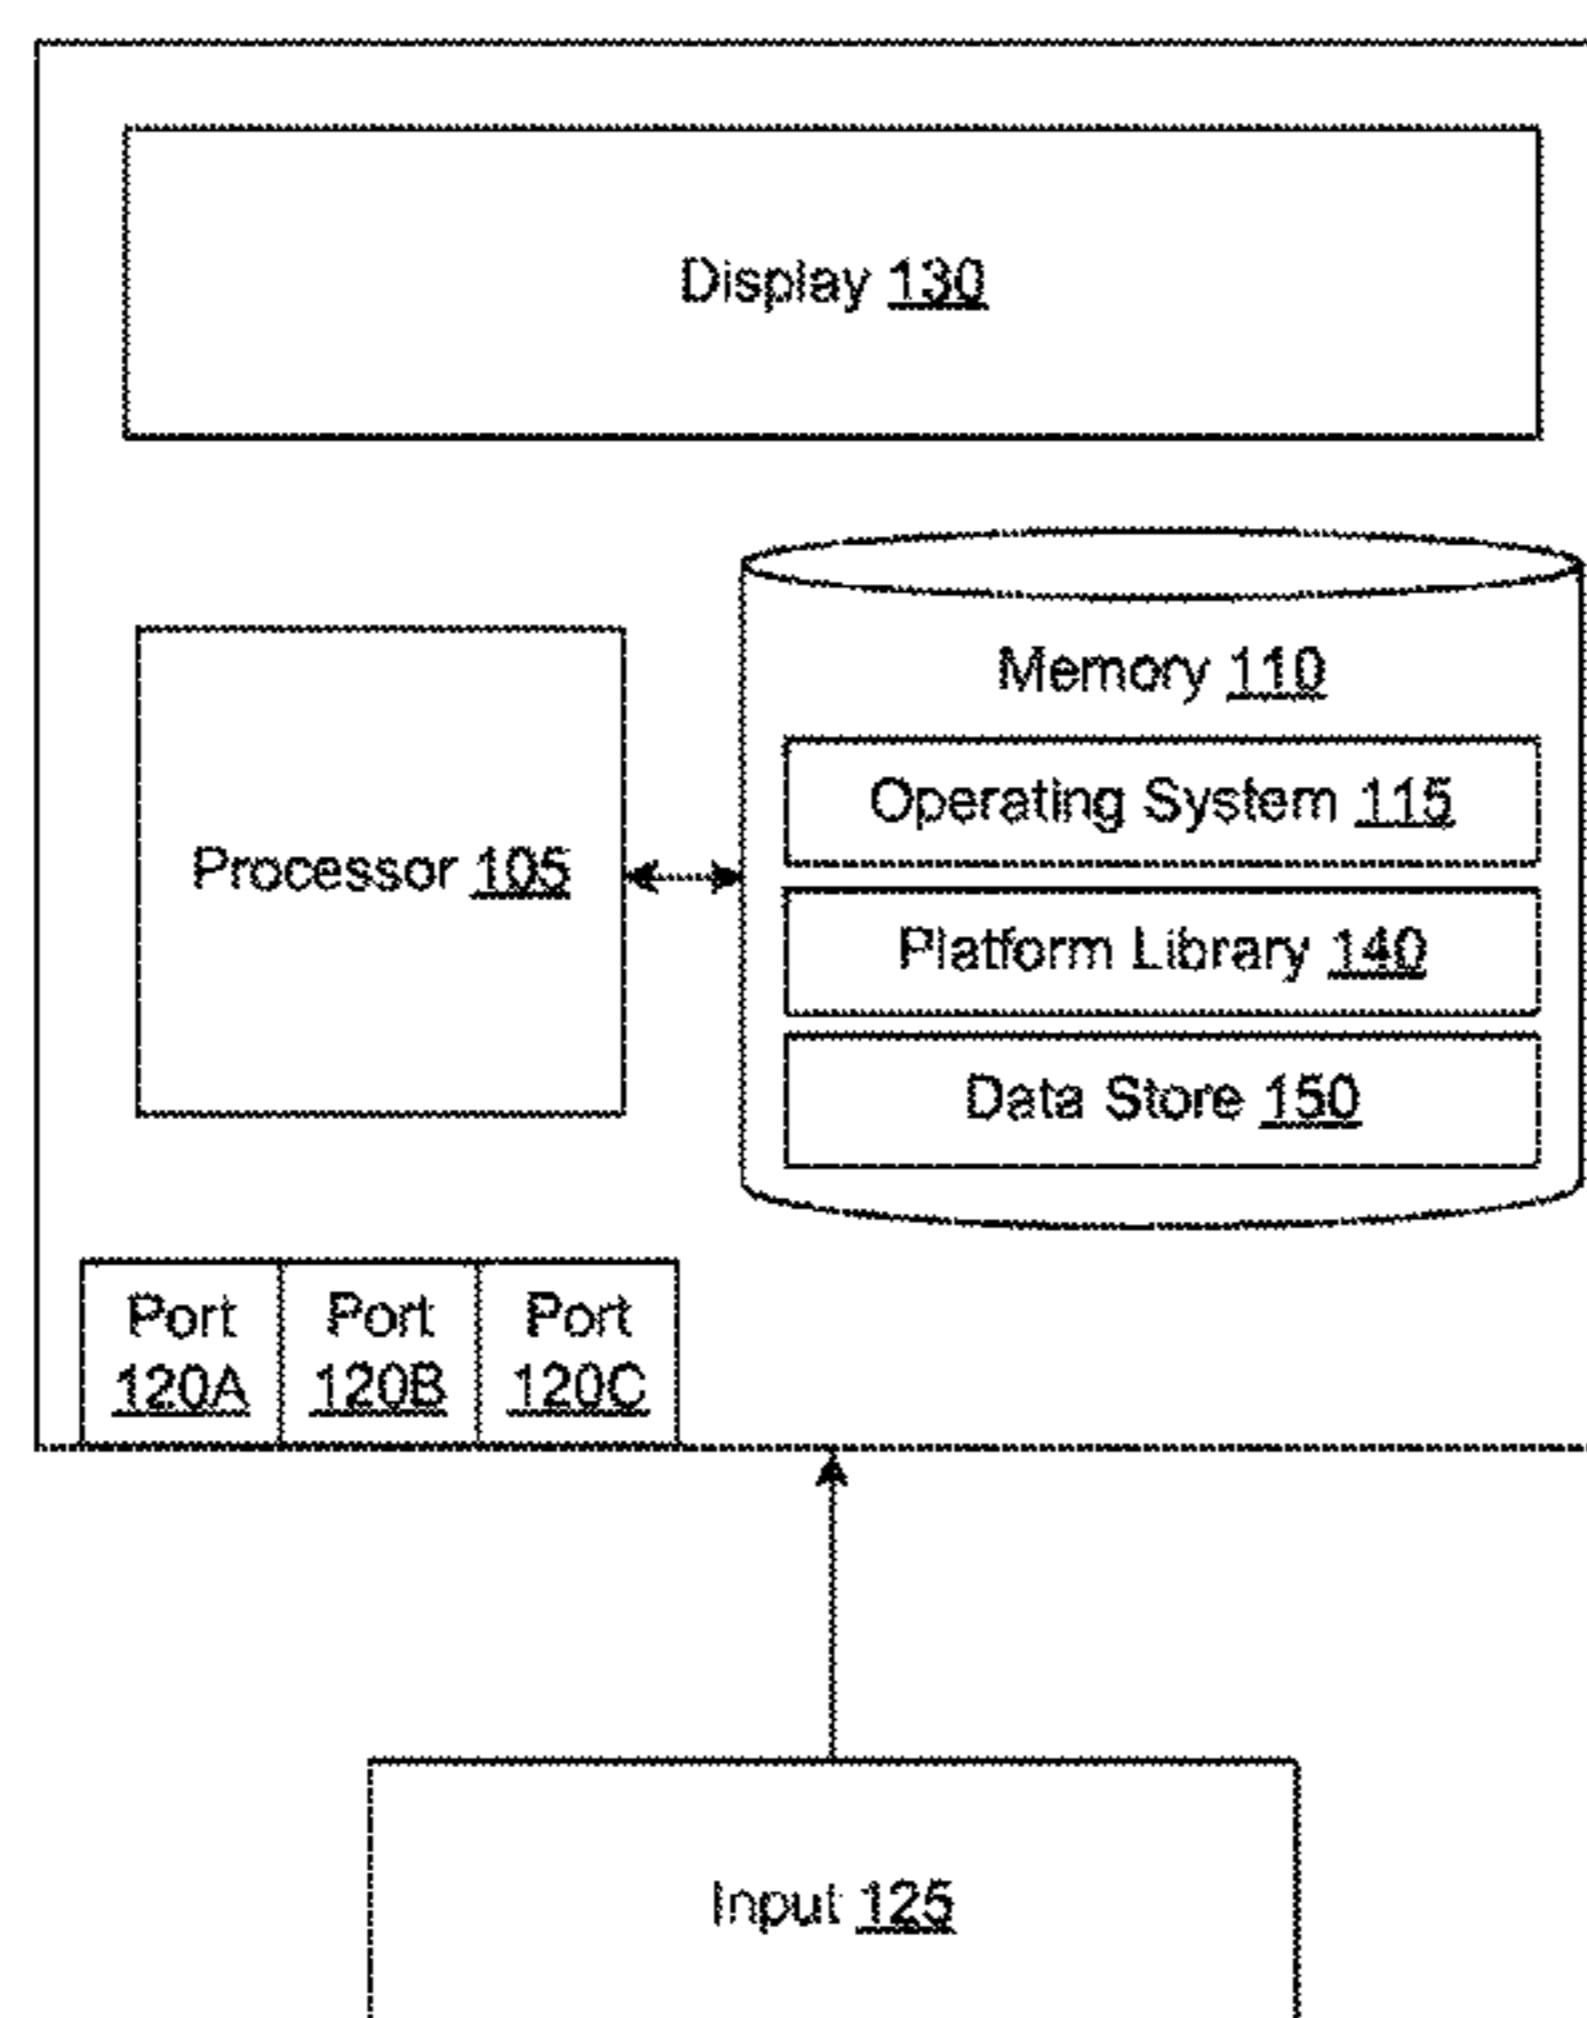 Display 130
Memory 110
Operating System 115
Processor 105
Platform Library 140
Data Store 150
Port 120A
Port 120B
Port 120C
Input 125